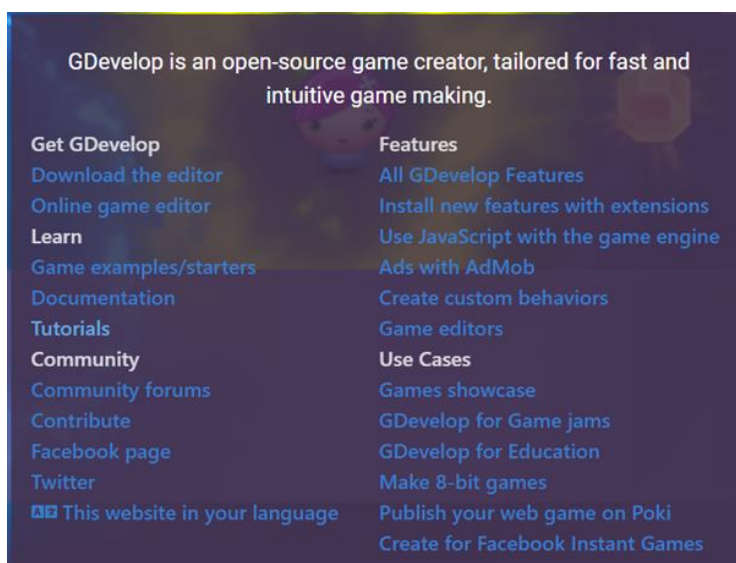 GDevelop is an open-source game creator, tailored for fast and
intuitive game making.
Get GDevelop
Download the editor
Online game editor
Learn
Game examples/starters
Documentation
Tutorials
Community
Community forums
Contribute
Facebook page
Twitter
This website in your language
Features
All GDevelop Features
Install new features with extensions
Use JavaScript with the game engine
Ads with AdMob
Create custom behaviors
Game editors
Use Cases
Games showcase
GDevelop for Game jams
GDevelop for Education
Make 8-bit games
Publish your web game on Poki
Create for Facebook Instant Games